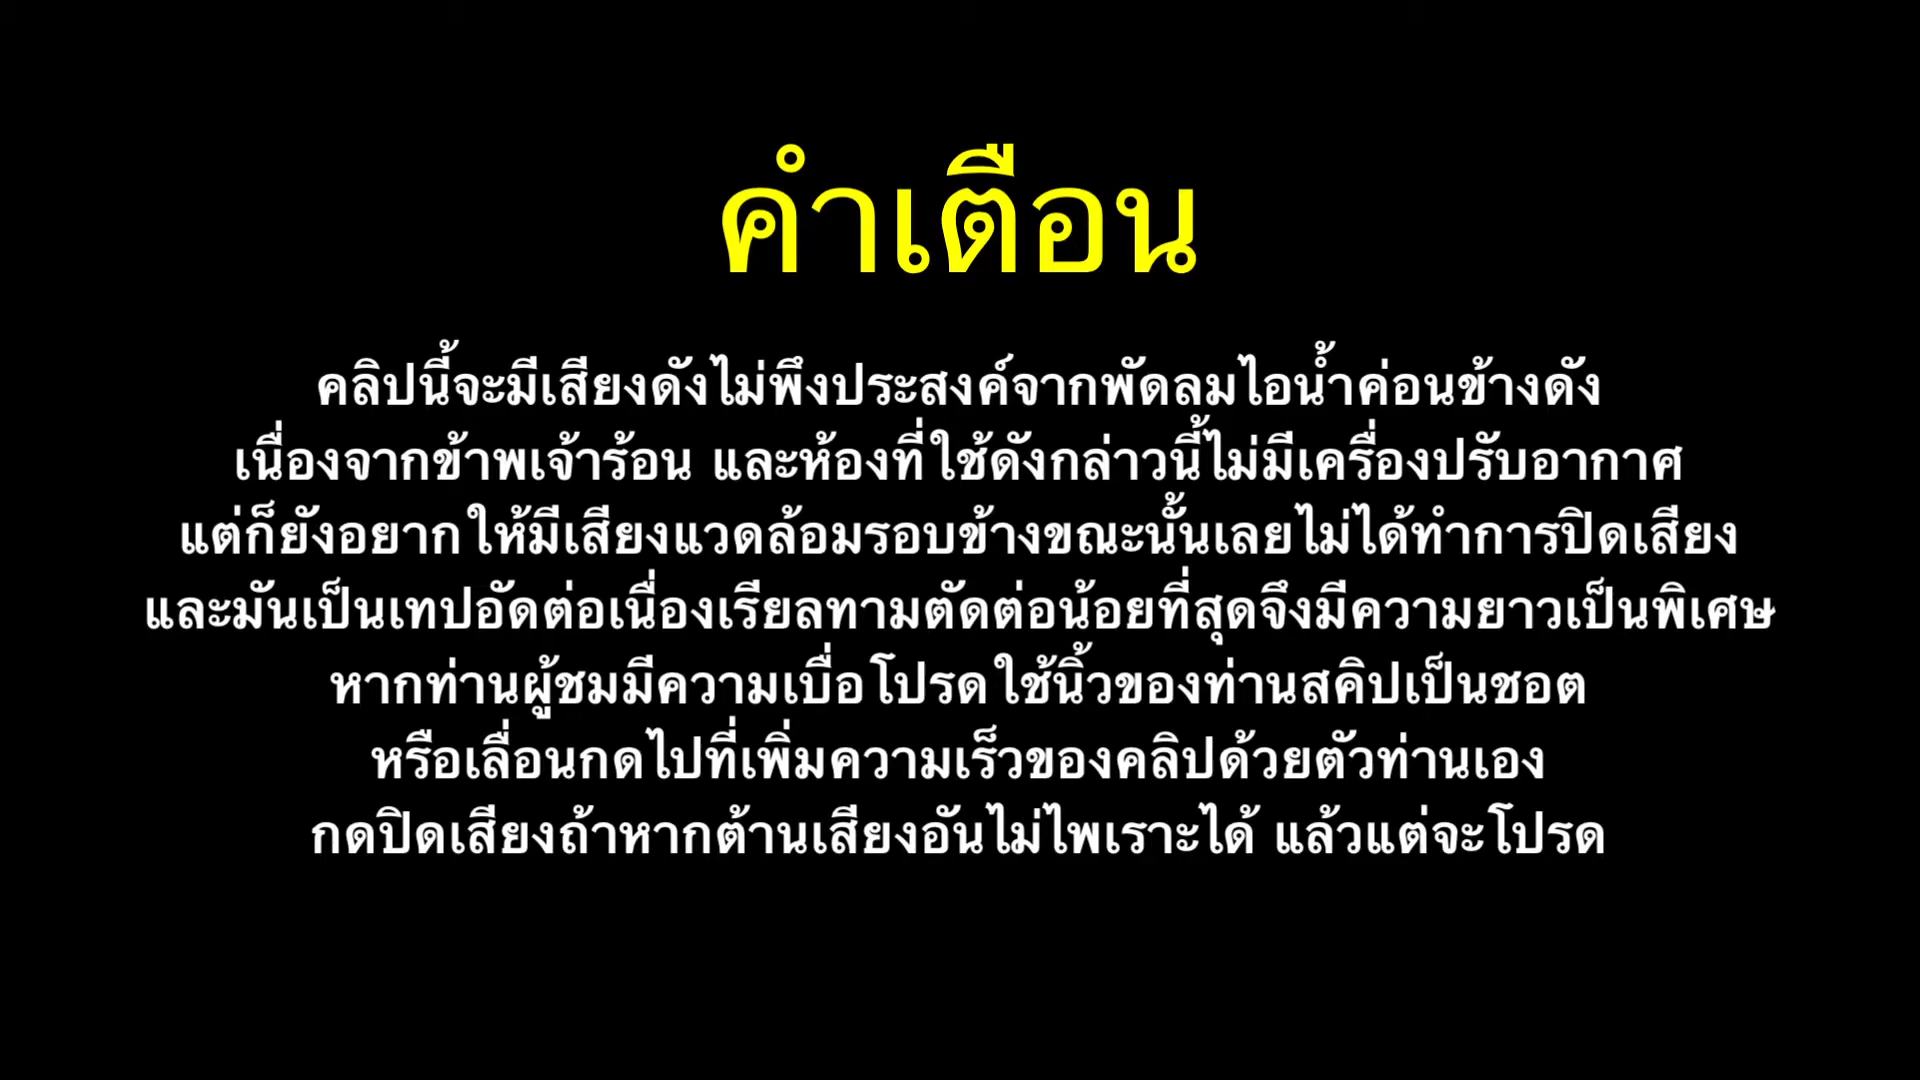 คำเตือน
คลิปนี้จะมีเสียงดังไม่พึงประสงค์จากพัดลมไอน้ำค่อนข้างดัง
เนื่องจากข้าพเจ้าร้อน และห้องที่ใช้ดังกล่าวนี้ไม่มีเครื่องปรับอากาศ
แต่ก็ยังอยากให้มีเสียงแวดล้อมรอบข้างขณะนั้นเลยไม่ได้ทำการปิดเสียง
และมันเป็นเทปอัดต่อเนื่องเรียลทามตัดต่อน้อยที่สุดจึงมีความยาวเป็นพิเศษ
หากท่านผู้ชมมีความเบื่อโปรดใช้นิ้วของท่านสคิปเป็นชอต
หรือเลื่อนกดไปที่เพิ่มความเร็วของคลิปด้วยตัวท่านเอง
กดปิดเสียงถ้าหากต้านเสียงอันไม่ไพเราะได้ แล้วแต่จะโปรด